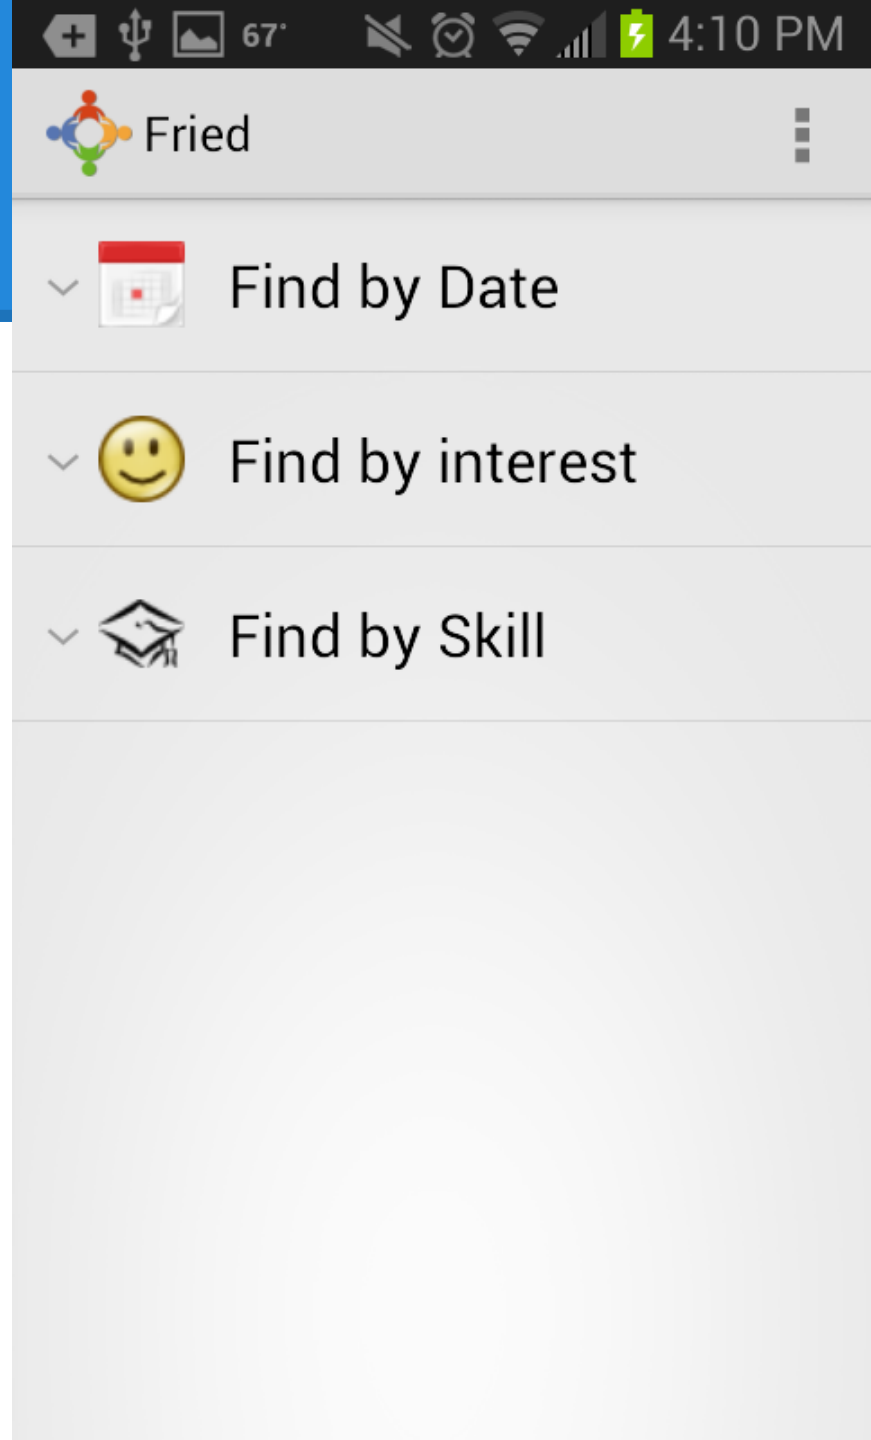 67° 4:10 PM
Fried
Find by Date
Find by interest
Find by Skill